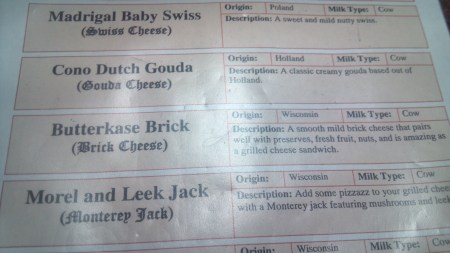 Madrigal Baby Swiss
(Swiss Cheese)
Origin: Poland Milk Type: Cow
Description: A sweet and mild nutty swiss.
Cono Dutch Gouda
(Gouda Cheese)
Origin: Holland Milk Type: Cow
Description: A classic creamy gouda based out of
Holland.
Butterkase Brick
(Brick Cheese)
Origin: Wisconsin Milk Type: Cow
Description: A smooth mild brick cheese that pairs
well with preserves, fresh fruit, nuts, and is amazing as
a grilled cheese sandwich.
Morel and Leek Jack
(Monterey Jack)
Origin: Wisconsin Milk Type: Cow
Description: Add some pizzazz to your grilled chee
with a Monterey jack featuring mushrooms and leek
Origin: Wisconsin Milk Type: Cow